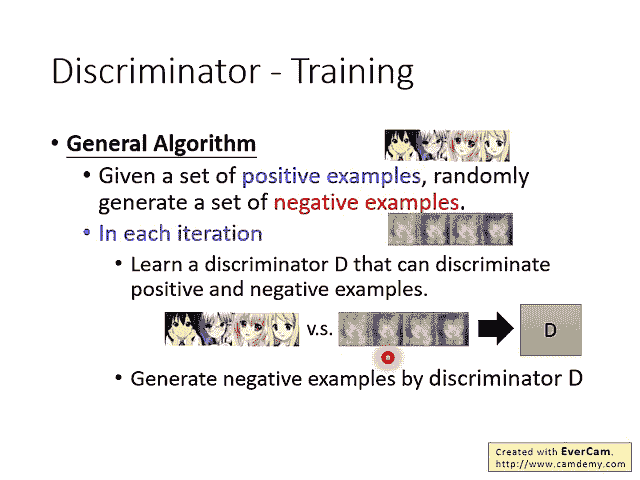 Discriminator - Training
• General Algorithm
• Given a set of positive examples, randomly
generate a set of negative examples.
• In each iteration
• Learn a discriminator D that can discriminate
positive and negative examples.
v.s.
D
• Generate negative examples by discriminator D
Created with EverCam.
http://www.camdemy.com